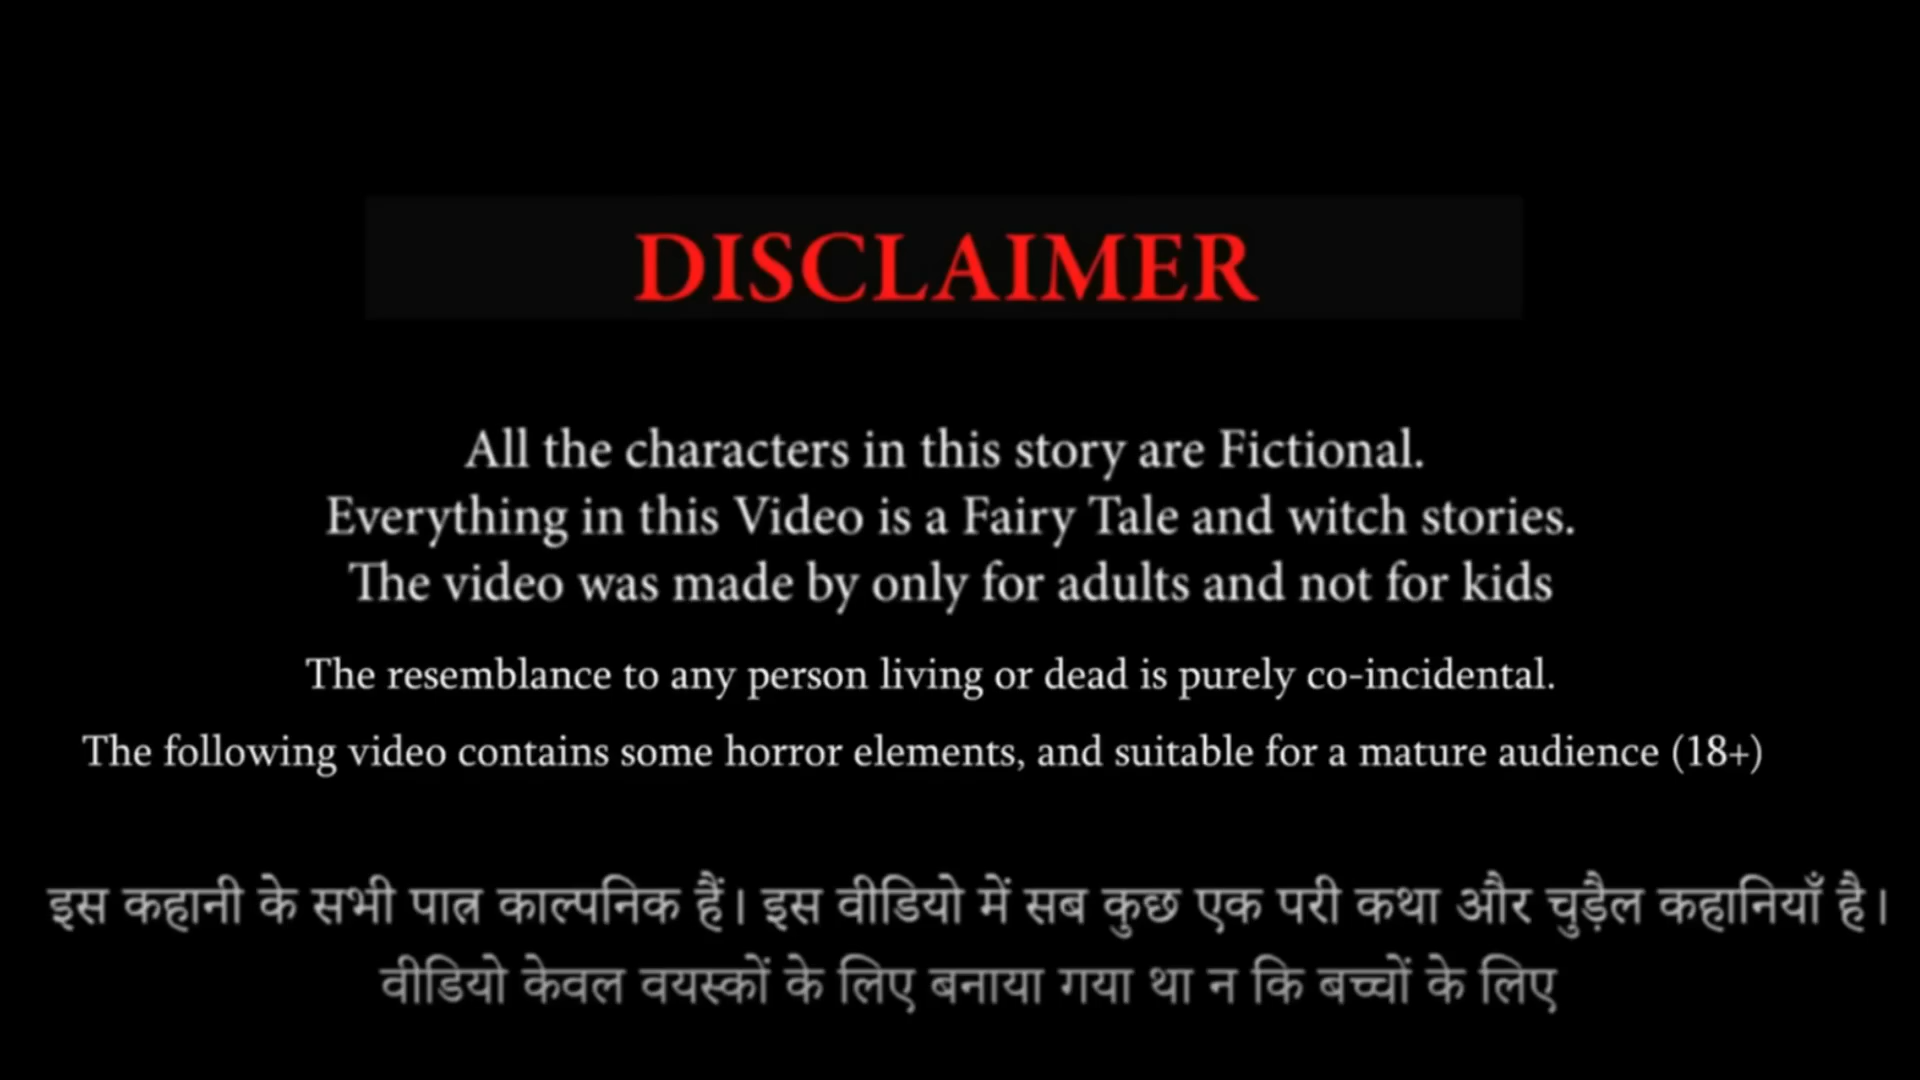 DISCLAIMER
All the characters in this story are Fictional.
Everything in this Video is a Fairy Tale and witch stories.
The video was made by only for adults and not for kids
The resemblance to any person living or dead is purely co-incidental.
The following video contains some horror elements, and suitable for a mature audience (18+)
इस कहानी के सभी पात्र काल्पनिक हैं। इस वीडियो में सब कुछ एक परी कथा और चुड़ैल कहानियाँ है।
वीडियो केवल वयस्कों के लिए बनाया गया था न कि बच्चों के लिए